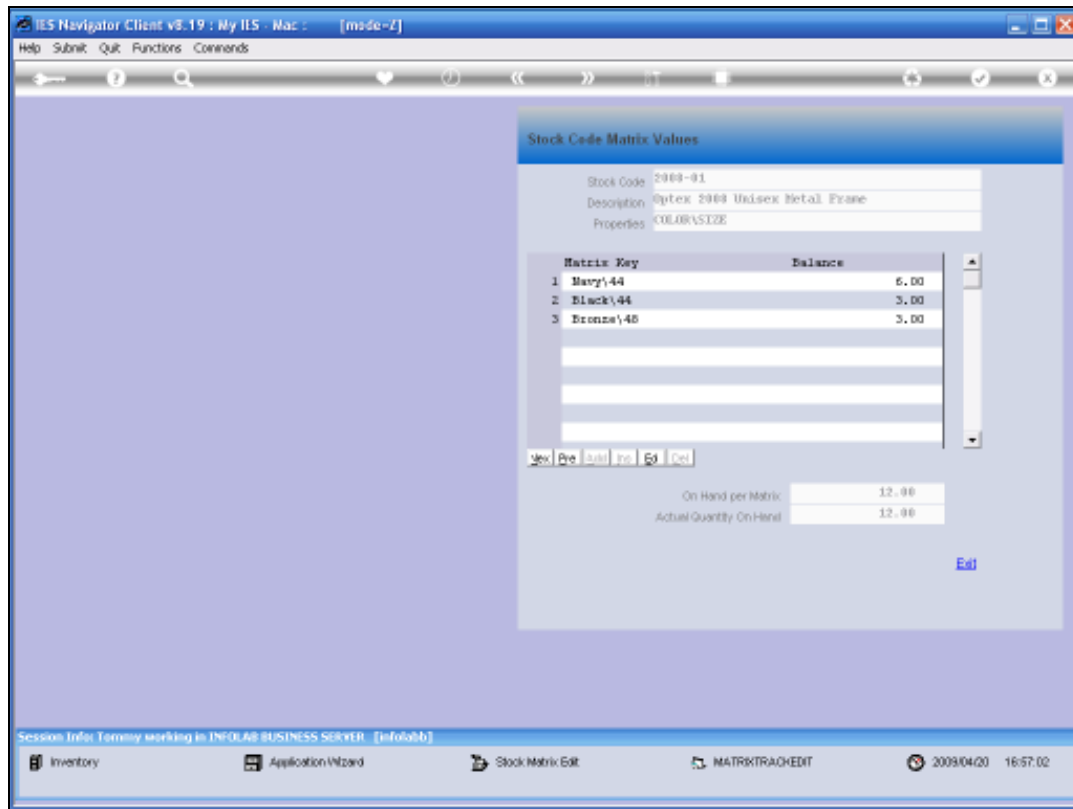 IES Navigator Client v8.19 : My IES - Mac : [mode=Z]
Help Submit Quit Functions Commands
Stock Code Matrix Values
Stock Code 2000-01
Description Optex 2000 Unisex Metal Frame
Properties COLOR\SIZE
Matrix Key Balance
1 Navy\44 6.00
2 Black\44 3.00
3 Bronze\48 3.00
Nex Pre Add Ins Ed Del
On Hand per Matrix 12.00
Actual Quantity On Hand 12.00
Exit
Session Info: Tommy working in INFOLAB BUSINESS SERVER [infolabb]
Inventory Application Wizard Stock Matrix Edit MATRIXTRACKEDIT 2009/04/20 16:57:02